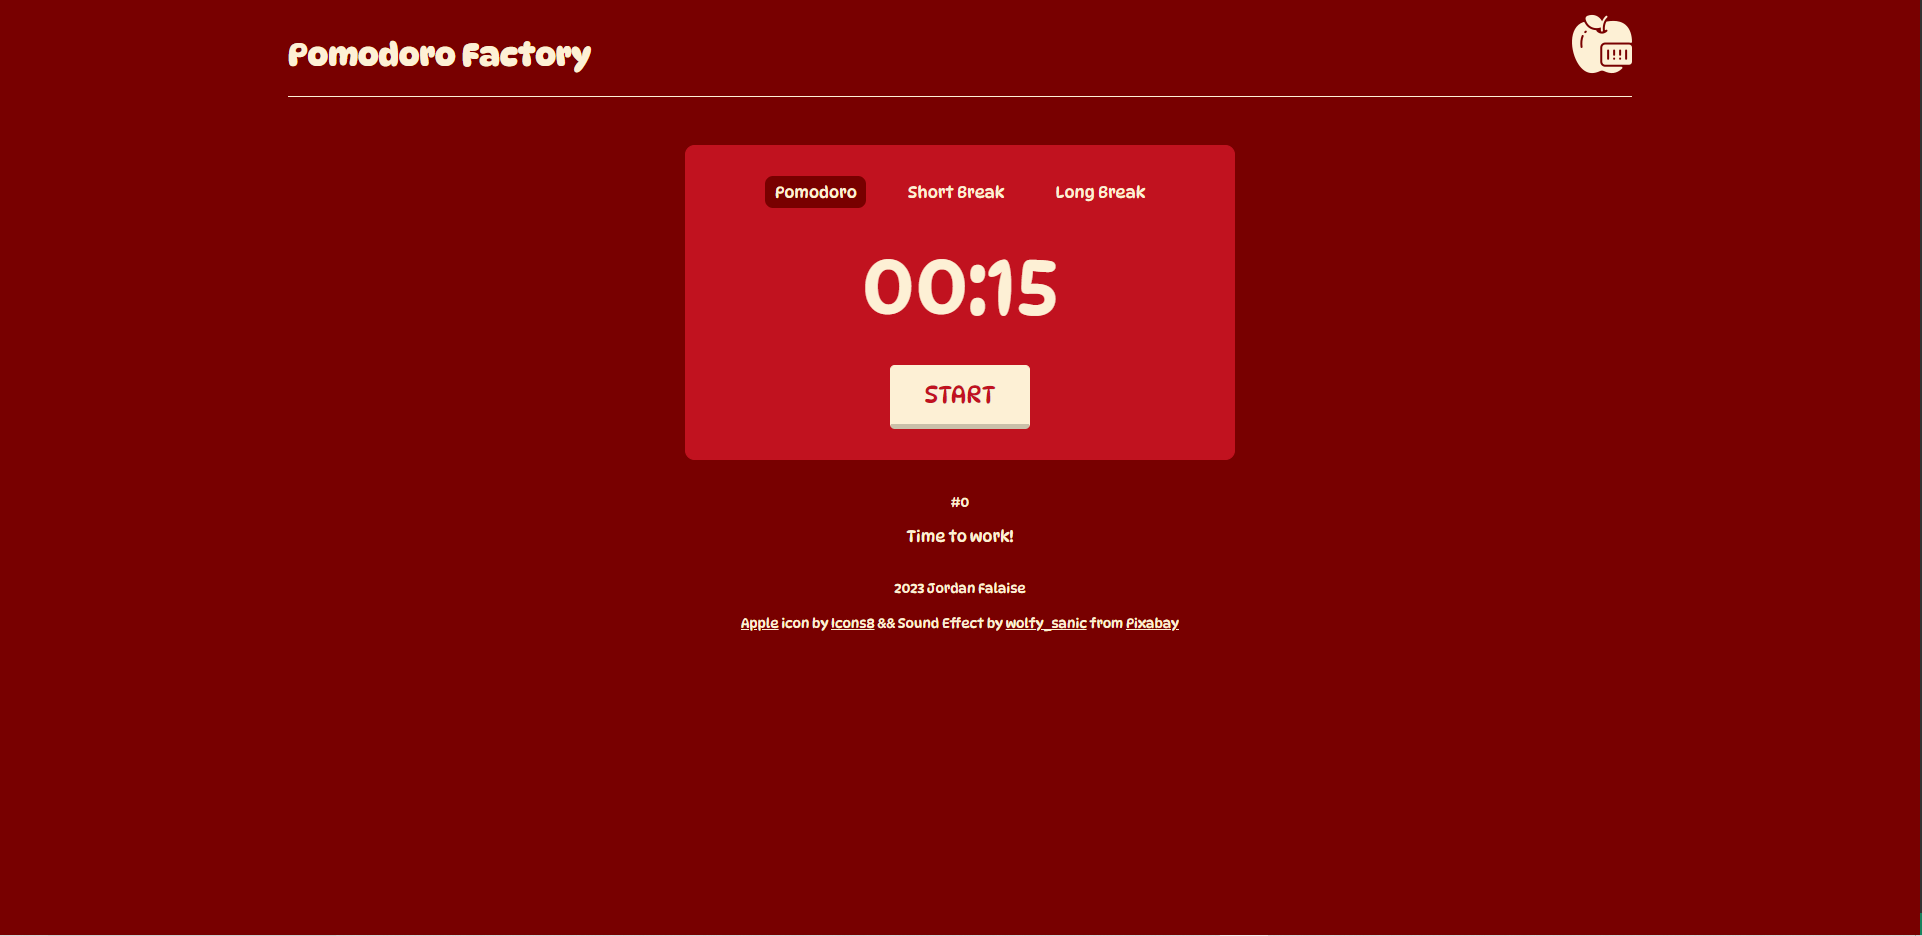 Pomodoro Factory
Pomodoro Short Break Long Break
00:15
START
#0
Time to work!
2023 Jordan Falaise
Apple icon by Icons8 && Sound Effect by wolfy_sanic from Pixabay